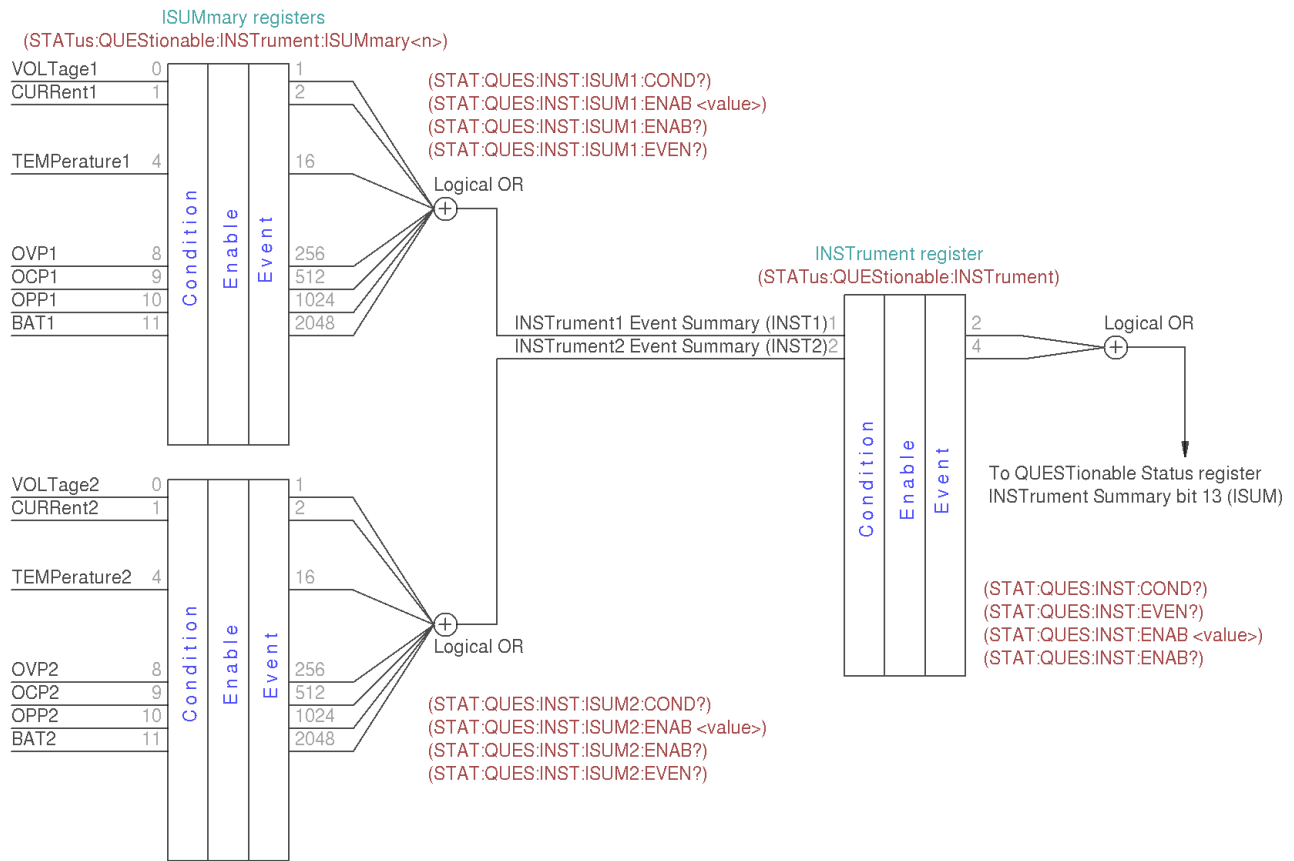 ISUMmary registers
(STATus:QUEStionable:INSTrument:ISUMmary<n>)
VOLTage1 0 1
CURRent1 1 2
TEMPerature1 4 16
OVP1 8 256
OCP1 9 512
OPP1 10 1024
BAT1 11 2048
Condition
Enable
Event
(STAT:QUES:INST:ISUM1:COND?)
(STAT:QUES:INST:ISUM1:ENAB <value>)
(STAT:QUES:INST:ISUM1:ENAB?)
(STAT:QUES:INST:ISUM1:EVEN?)
Logical OR
INSTrument register
(STATus:QUEStionable:INSTrument)
INSTrument1 Event Summary (INST1) 1 2
INSTrument2 Event Summary (INST2) 2 4
Logical OR
Condition
Enable
Event
To QUESTionable Status register
INSTrument Summary bit 13 (ISUM)
(STAT:QUES:INST:COND?)
(STAT:QUES:INST:EVEN?)
(STAT:QUES:INST:ENAB <value>)
(STAT:QUES:INST:ENAB?)
VOLTage2 0 1
CURRent2 1 2
TEMPerature2 4 16
OVP2 8 256
OCP2 9 512
OPP2 10 1024
BAT2 11 2048
Condition
Enable
Event
Logical OR
(STAT:QUES:INST:ISUM2:COND?)
(STAT:QUES:INST:ISUM2:ENAB <value>)
(STAT:QUES:INST:ISUM2:ENAB?)
(STAT:QUES:INST:ISUM2:EVEN?)